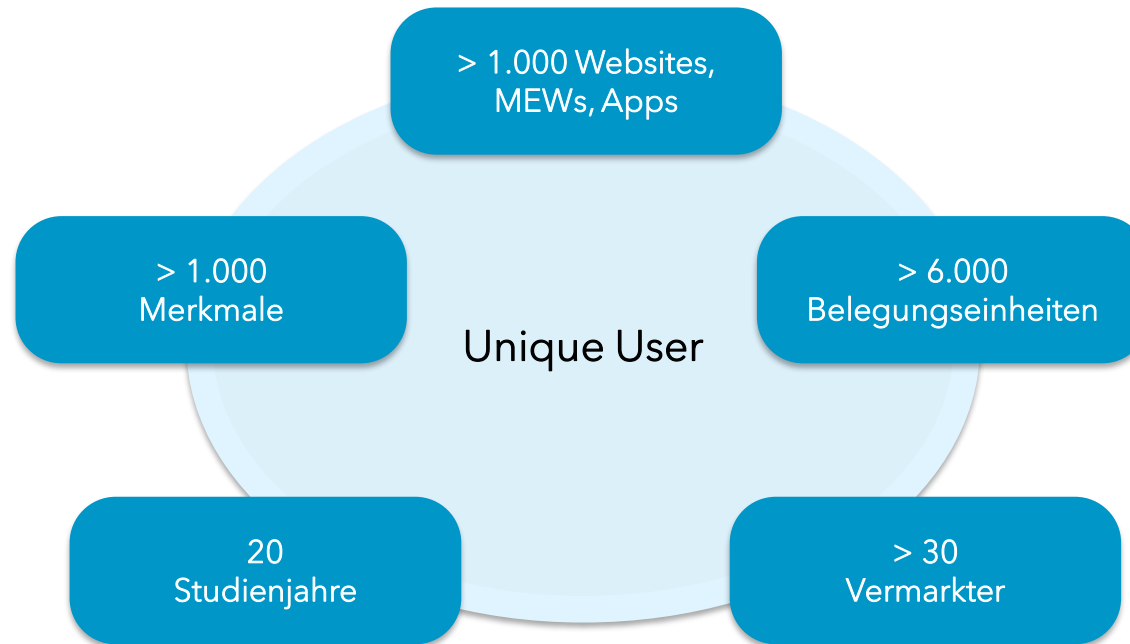 > 1.000 Websites,
MEWs, Apps
> 1.000
Merkmale
> 6.000
Belegungseinheiten
Unique User
20
Studienjahre
> 30
Vermarkter